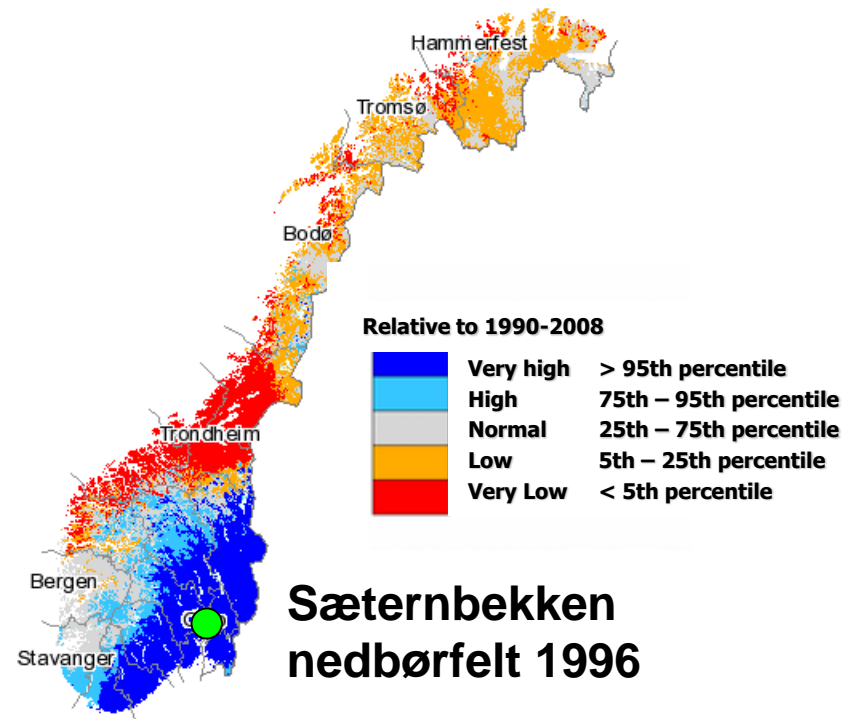 Hammerfest
Tromsø
Bodø
Relative to 1990-2008
Very high > 95th percentile
High 75th – 95th percentile
Normal 25th – 75th percentile
Low 5th – 25th percentile
Very Low < 5th percentile
Trondheim
Bergen
Stavanger
Sæternbekken
nedbørfelt 1996